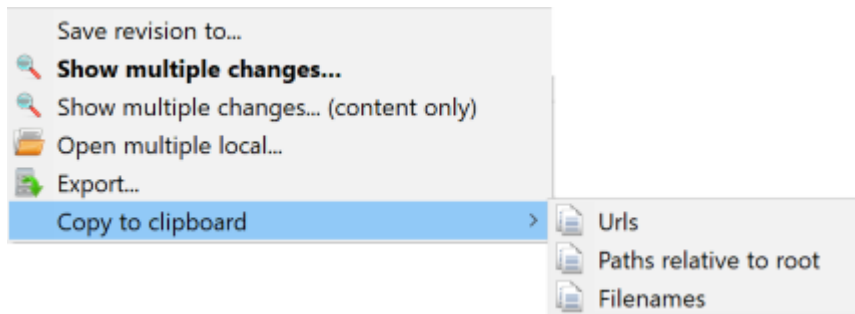 Save revision to...
Show multiple changes...
Show multiple changes... (content only)
Open multiple local...
Export...
Copy to clipboard
Urls
Paths relative to root
Filenames